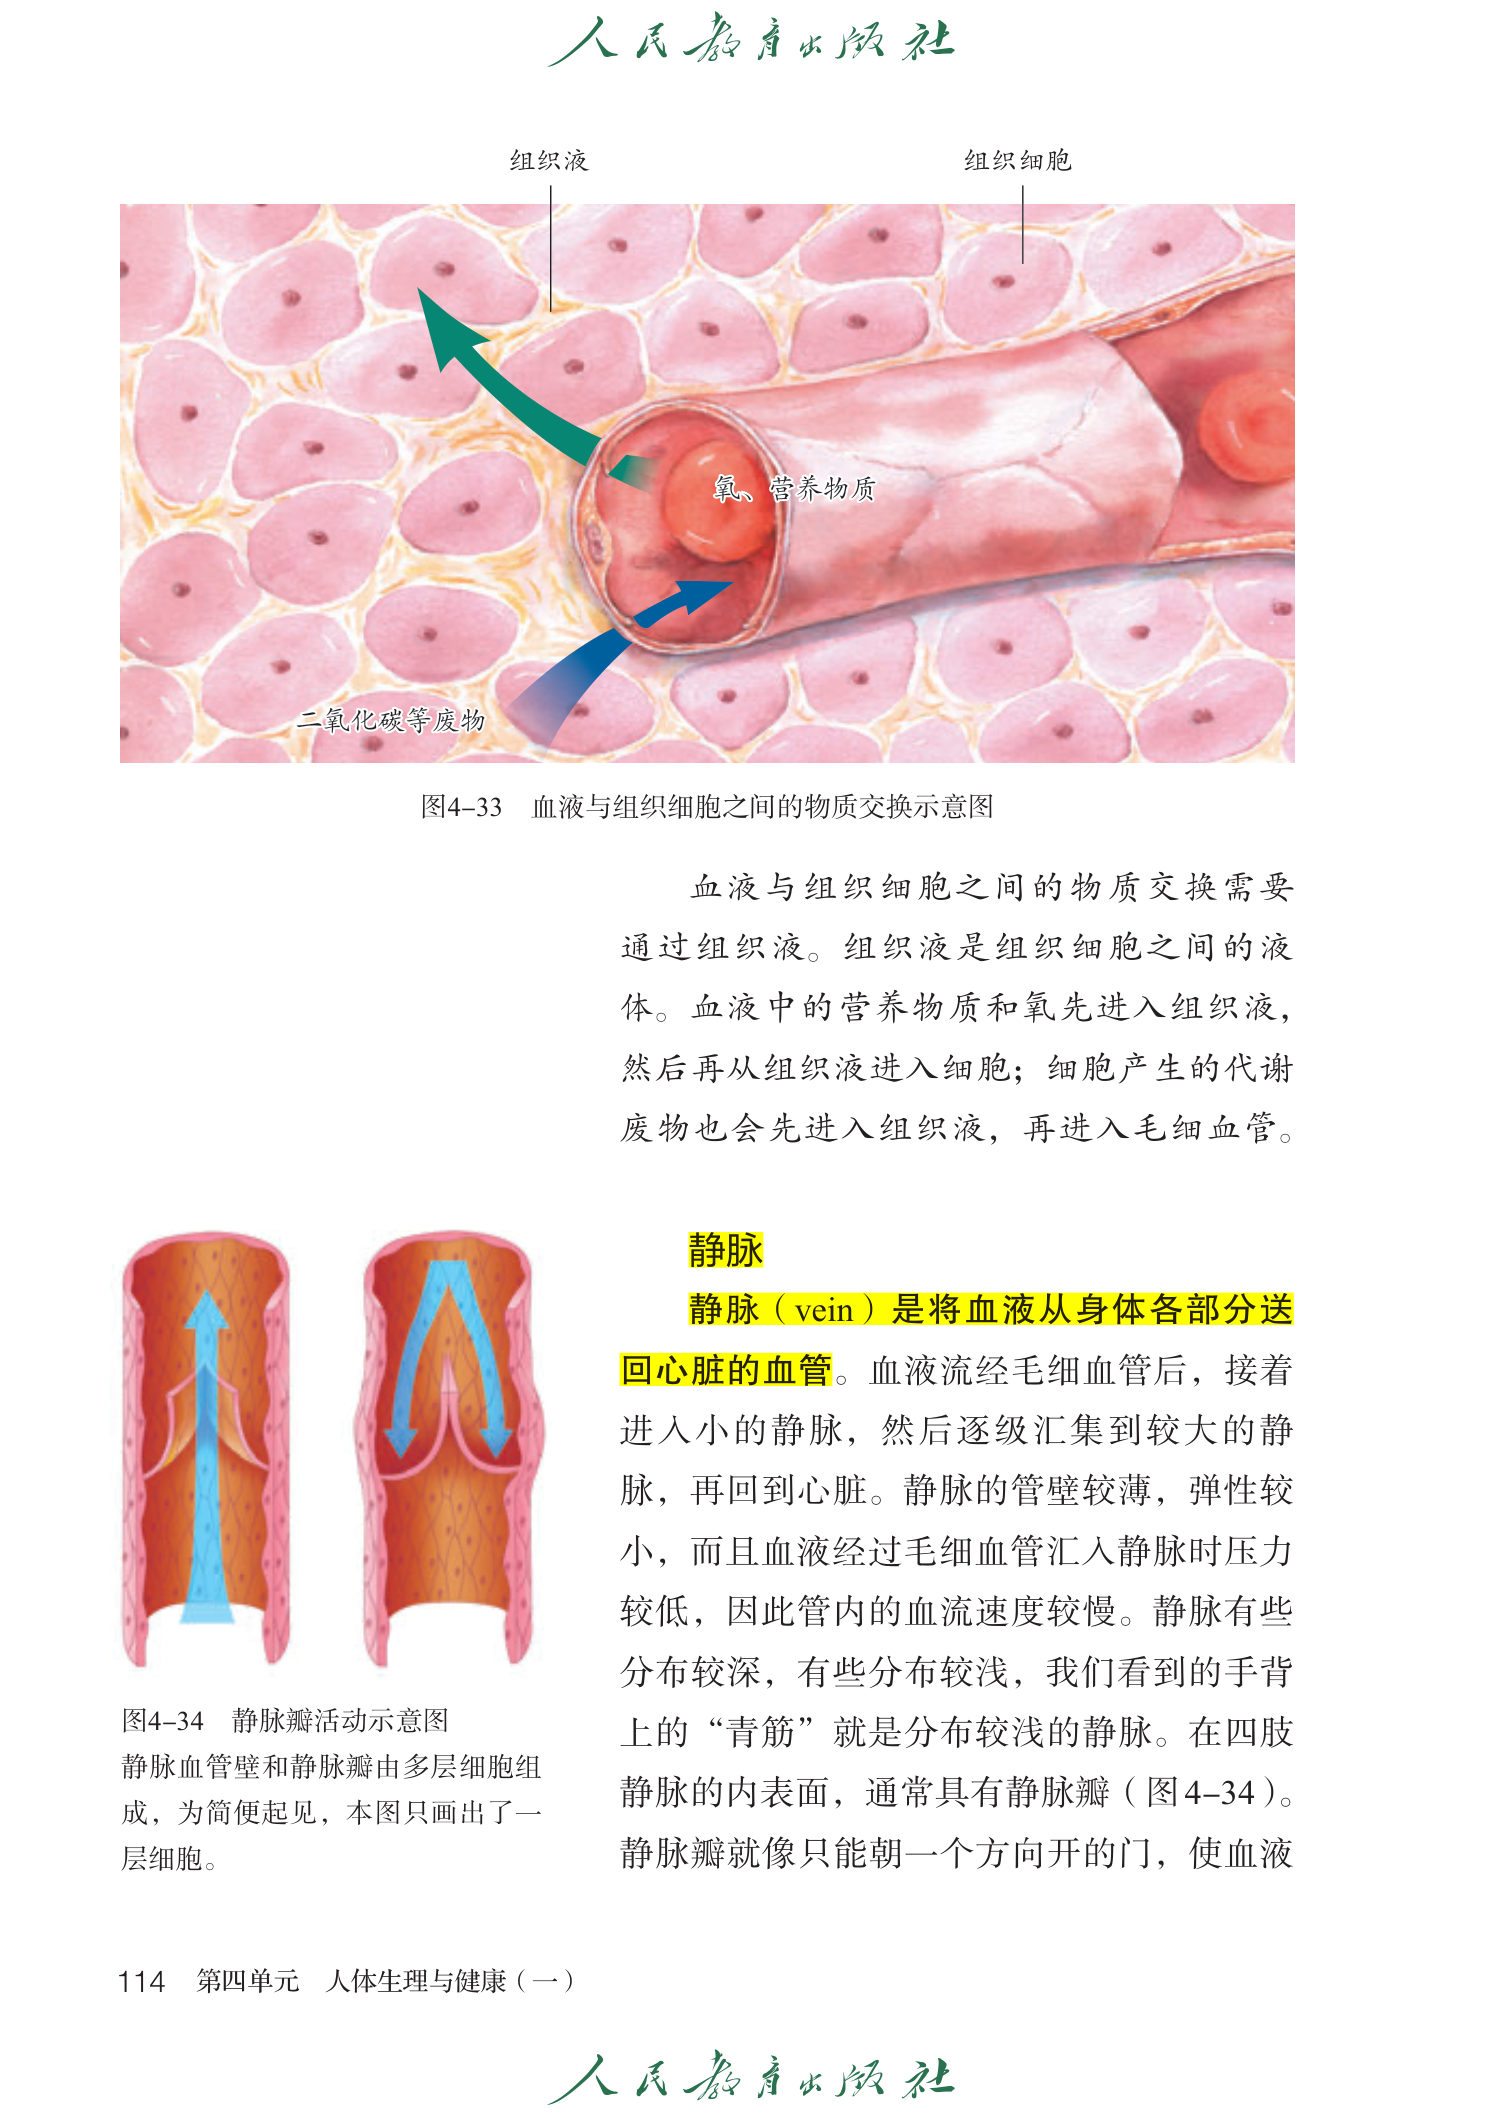 人民教育出版社
组织液
组织细胞
氧、营养物质
二氧化碳等废物
图4-33　血液与组织细胞之间的物质交换示意图
血液与组织细胞之间的物质交换需要
通过组织液。组织液是组织细胞之间的液
体。血液中的营养物质和氧先进入组织液，
然后再从组织液进入细胞；细胞产生的代谢
废物也会先进入组织液，再进入毛细血管。
静脉
静脉（vein）是将血液从身体各部分送
回心脏的血管。血液流经毛细血管后，接着
进入小的静脉，然后逐级汇集到较大的静
脉，再回到心脏。静脉的管壁较薄，弹性较
小，而且血液经过毛细血管汇入静脉时压力
较低，因此管内的血流速度较慢。静脉有些
分布较深，有些分布较浅，我们看到的手背
上的“青筋”就是分布较浅的静脉。在四肢
静脉的内表面，通常具有静脉瓣（图4-34）。
静脉瓣就像只能朝一个方向开的门，使血液
图4-34　静脉瓣活动示意图
静脉血管壁和静脉瓣由多层细胞组
成，为简便起见，本图只画出了一
层细胞。
114　第四单元　人体生理与健康（一）
人民教育出版社